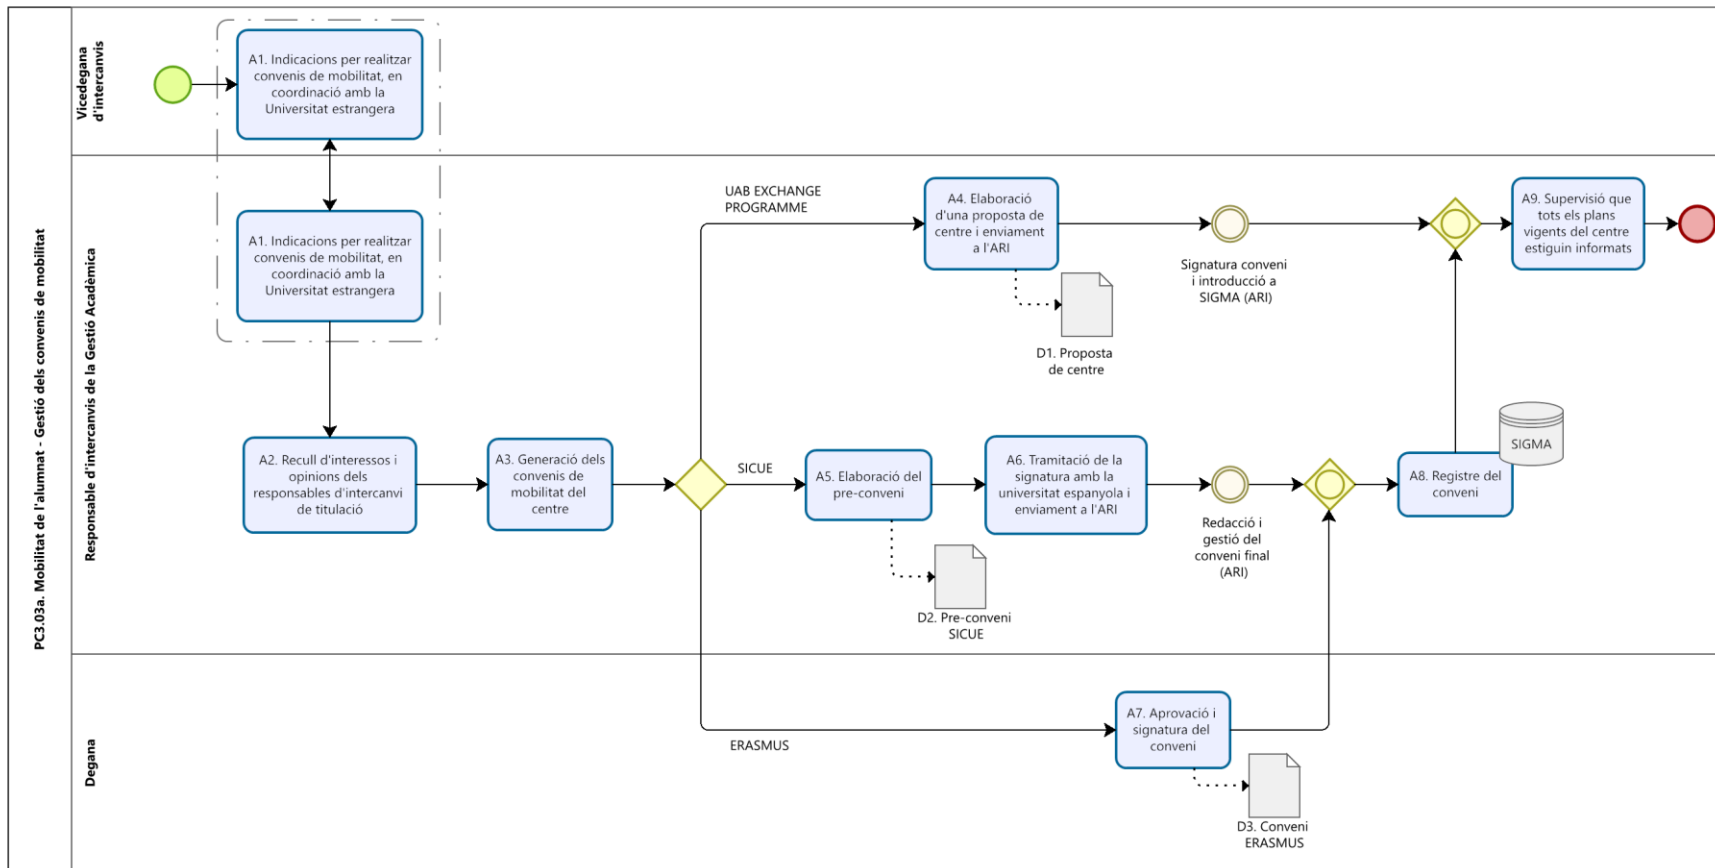 PC3.03a. Mobilitat de l'alumnat - Gestió dels convenis de mobilitat
Vicedegana
d'intercanvis
A1. Indicacions per realitzar
convenis de mobilitat, en
coordinació amb la
Universitat estrangera
Responsable d'intercanvis de la Gestió Acadèmica
A1. Indicacions per realitzar
convenis de mobilitat, en
coordinació amb la
Universitat estrangera
A2. Recull d'interessos i
opinions dels
responsables d'intercanvi
de titulació
A3. Generació dels
convenis de
mobilitat del
centre
UAB EXCHANGE
PROGRAMME
A4. Elaboració
d'una proposta de
centre i enviament
a l'ARI
D1. Proposta
de centre
Signatura conveni
i introducció a
SIGMA (ARI)
A9. Supervisió que
tots els plans
vigents del centre
estiguin informats
SICUE
A5. Elaboració del
pre-conveni
D2. Pre-conveni
SICUE
A6. Tramitació de la
signatura amb la
universitat espanyola i
enviament a l'ARI
Redacció i
gestió del
conveni final
(ARI)
A8. Registre del
conveni
SIGMA
Degana
ERASMUS
A7. Aprovació i
signatura del
conveni
D3. Conveni
ERASMUS